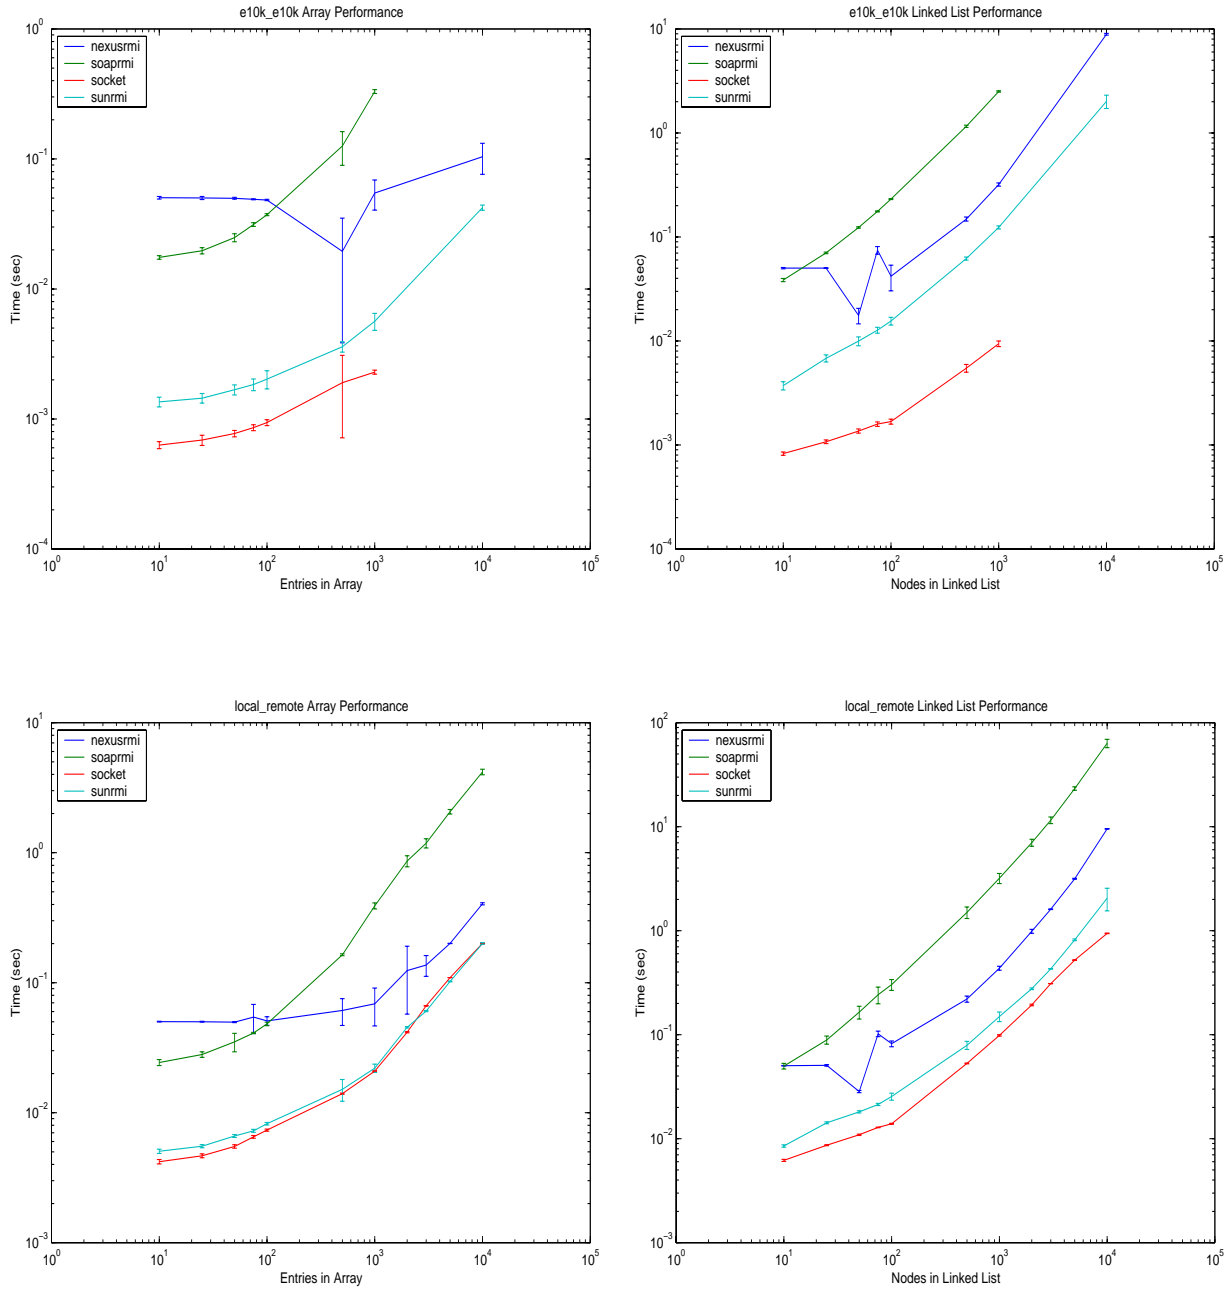 e10k_e10k Array Performance
10^0
10^-1
10^-2
10^-3
10^-4
Time (sec)
nexusrmi
soaprmi
socket
sunrmi
10^0 10^1 10^2 10^3 10^4 10^5
Entries in Array
e10k_e10k Linked List Performance
10^1
10^0
10^-1
10^-2
10^-3
10^-4
Time (sec)
nexusrmi
soaprmi
socket
sunrmi
10^0 10^1 10^2 10^3 10^4 10^5
Nodes in Linked List
local_remote Array Performance
10^1
10^0
10^-1
10^-2
10^-3
Time (sec)
nexusrmi
soaprmi
socket
sunrmi
10^0 10^1 10^2 10^3 10^4 10^5
Entries in Array
local_remote Linked List Performance
10^2
10^1
10^0
10^-1
10^-2
10^-3
Time (sec)
nexusrmi
soaprmi
socket
sunrmi
10^0 10^1 10^2 10^3 10^4 10^5
Nodes in Linked List